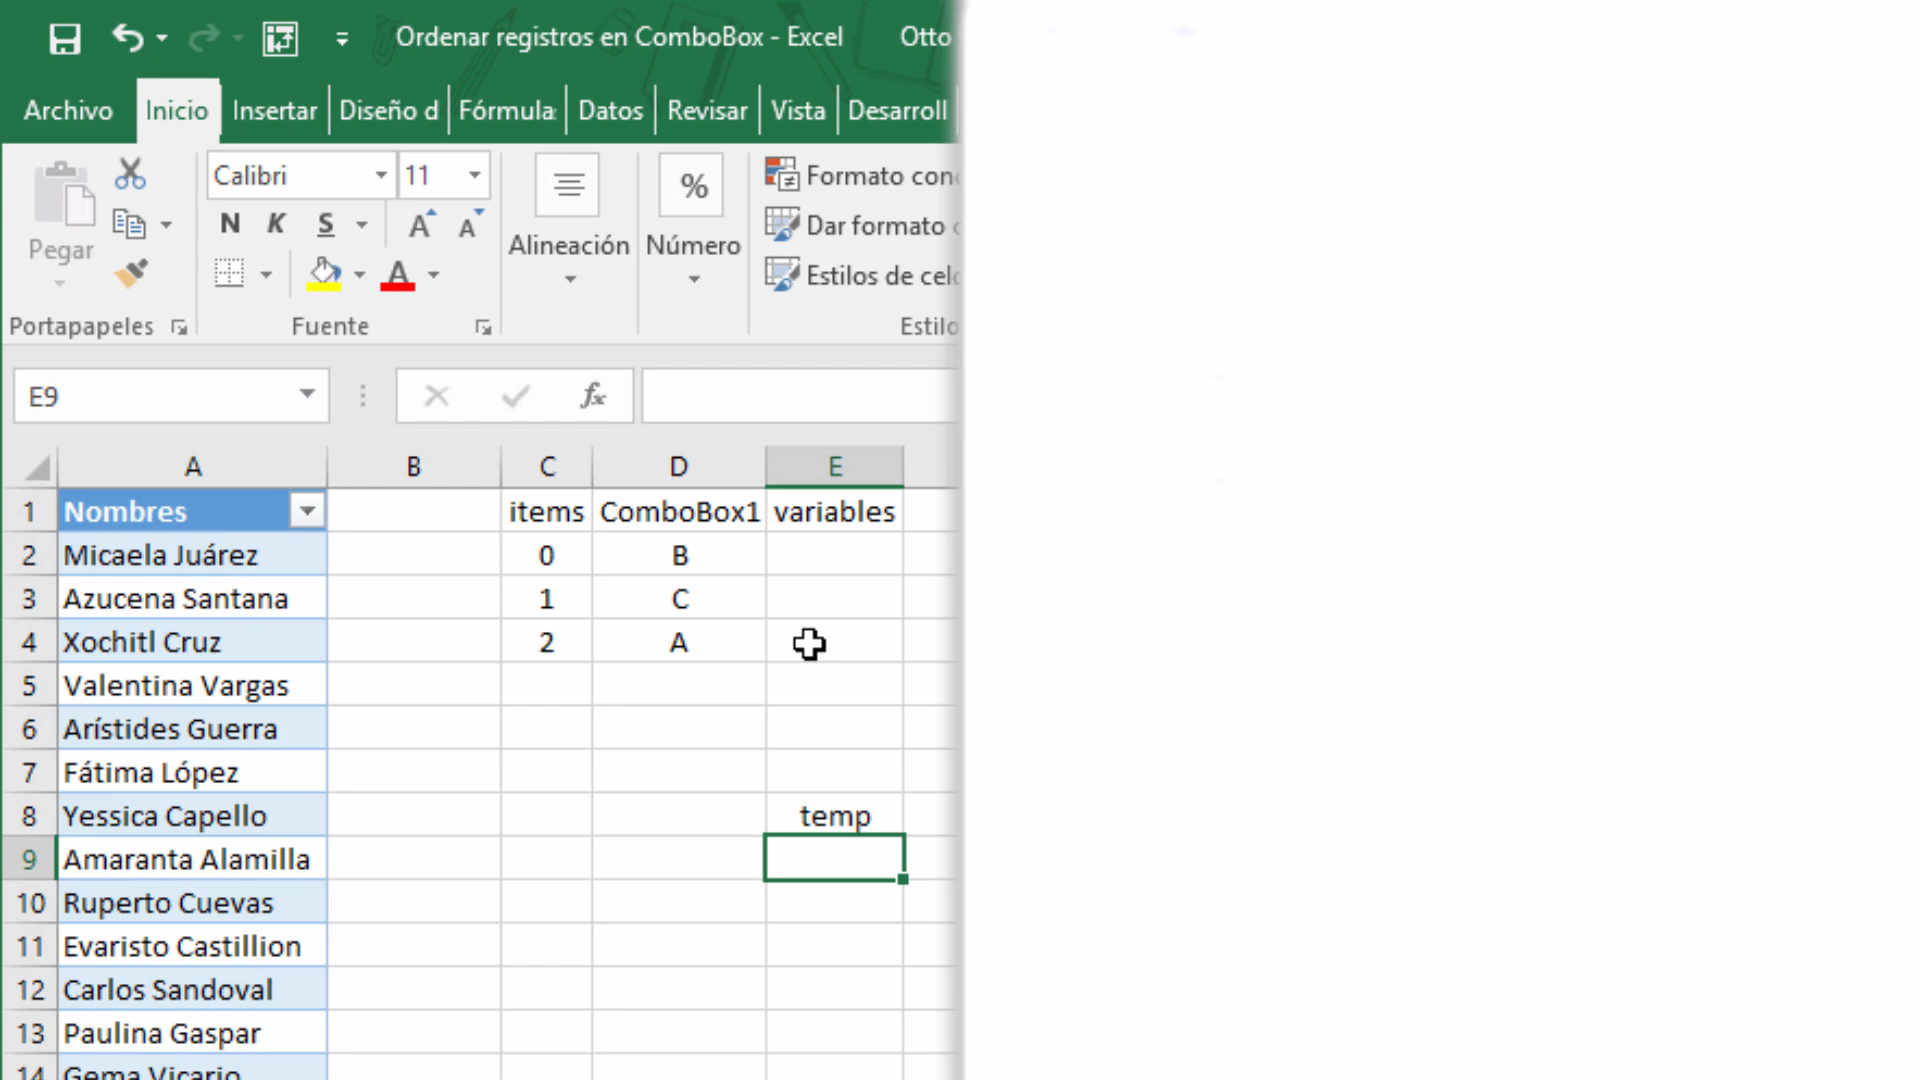 Ordenar registros en ComboBox - Excel Otto
Archivo Inicio Insertar Diseño d Fórmula Datos Revisar Vista Desarroll
Calibri 11
% Formato con
N K S A A
Dar formato
Pegar Alineación Número
A Estilos de cel
Portapapeles Fuente Estilo
E9 fx
A B C D E
1 Nombres items ComboBox1 variables
2 Micaela Juárez 0 B
3 Azucena Santana 1 C
4 Xochitl Cruz 2 A
5 Valentina Vargas
6 Arístides Guerra
7 Fátima López
8 Yessica Capello temp
9 Amaranta Alamilla
10 Ruperto Cuevas
11 Evaristo Castillion
12 Carlos Sandoval
13 Paulina Gaspar
14 Gema Vicario